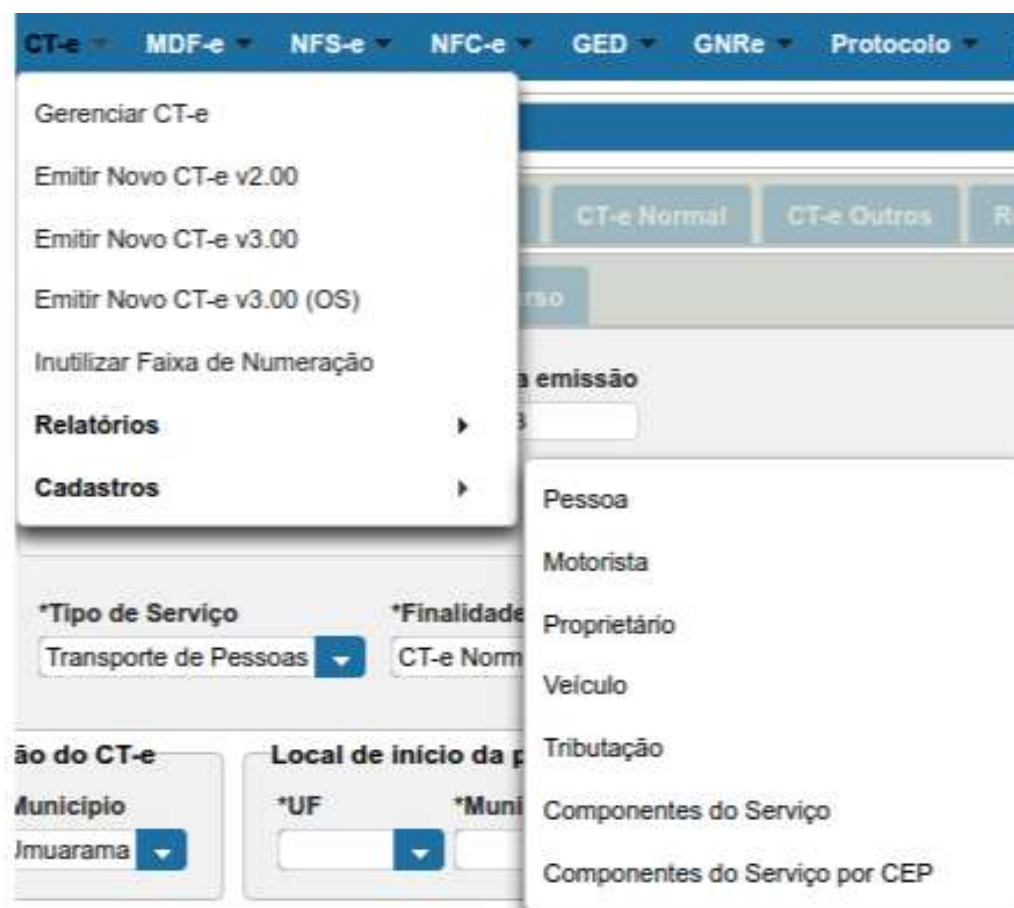 CT-e MDF-e NFS-e NFC-e GED GNRe Protocolo
Gerenciar CT-e
Emitir Novo CT-e v2.00
CT-e Normal CT-e Outros R
Emitir Novo CT-e v3.00
Emitir Novo CT-e v3.00 (OS)
Inutilizar Faixa de Numeração
emissão
Relatórios
Cadastros
Pessoa
Motorista
Proprietário
Veículo
Tributação
Componentes do Serviço
Componentes do Serviço por CEP
*Tipo de Serviço *Finalidade
Transporte de Pessoas CT-e Norm
ão do CT-e Local de início da p
Município *UF *Muni
Umuarama